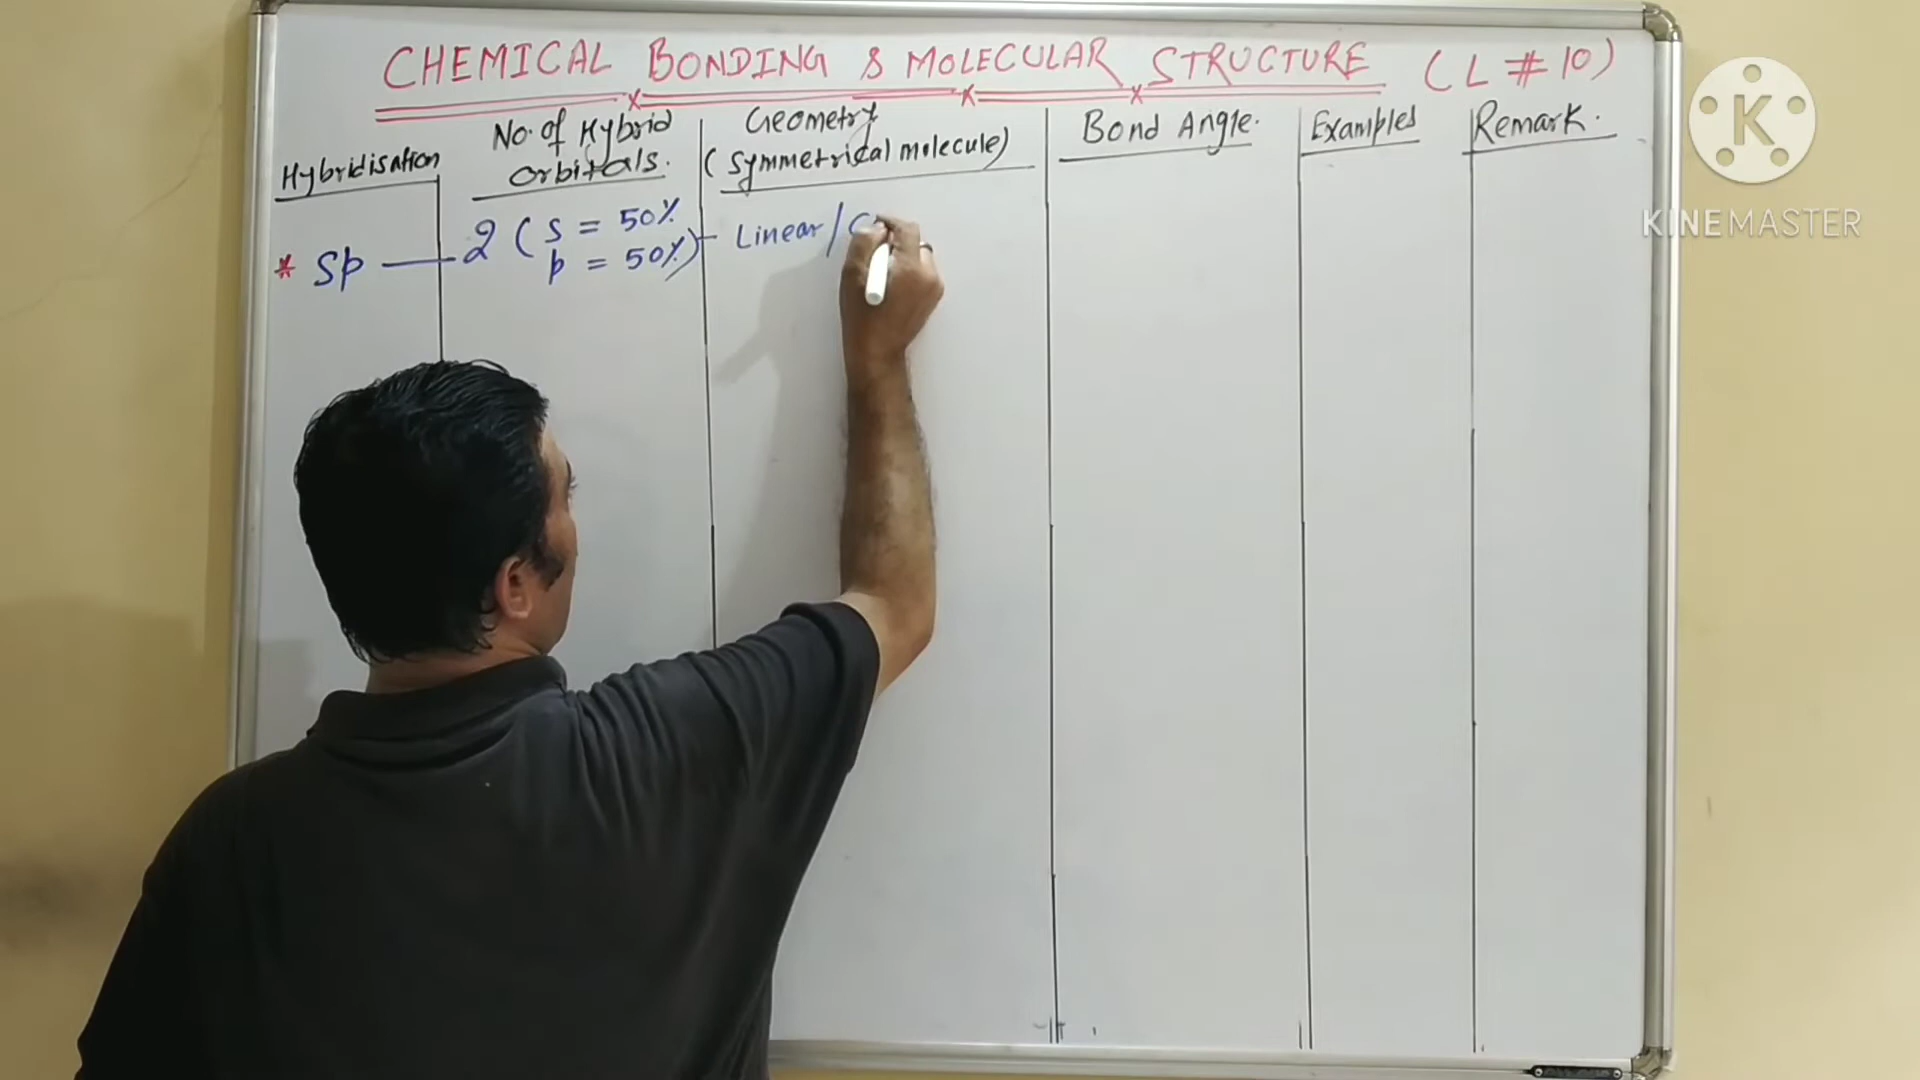 CHEMICAL BONDING & MOLECULAR STRUCTURE (L # 10)
Hybridisation
No. of Hybrid
orbitals.
Geometry
(symmetrical molecule)
Bond Angle.
Examples
Remark.
* Sp — 2 ( s = 50%
p = 50% ) - Linear /
K
KINEMASTER